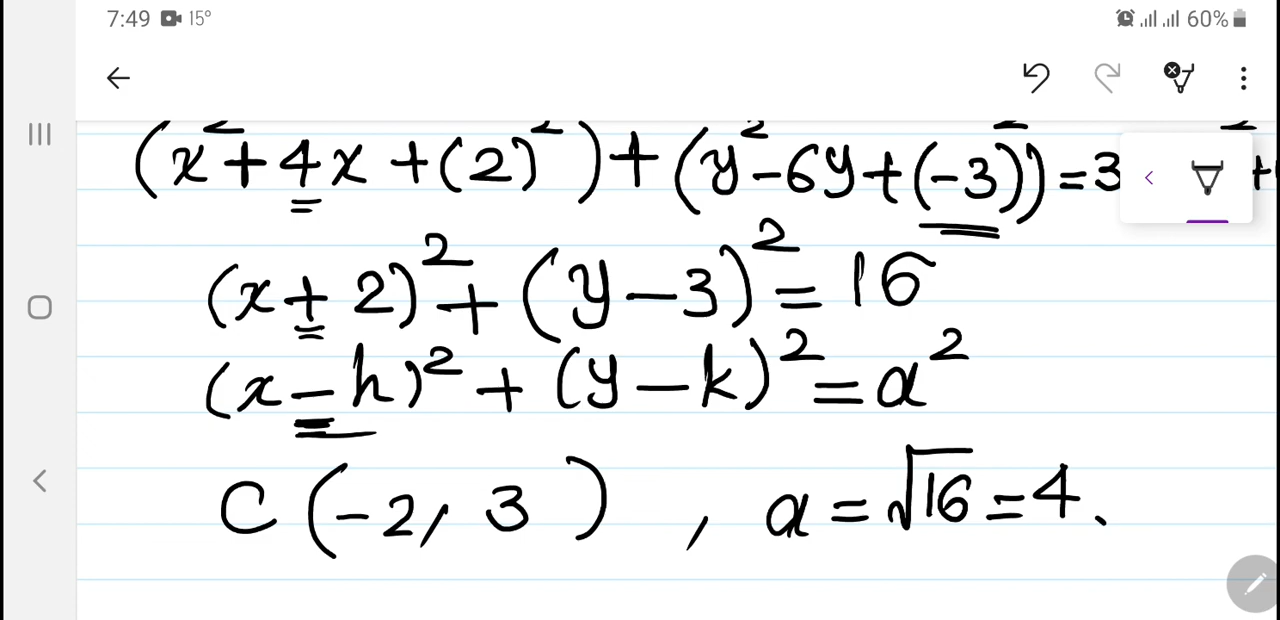 7:49 15° 60%
(x²+4x+(2)²)+(y²-6y+(-3)²)=3
(x+2)²+(y-3)²=16
(x-h)²+(y-k)²=a²
C(-2, 3), a=√16=4.